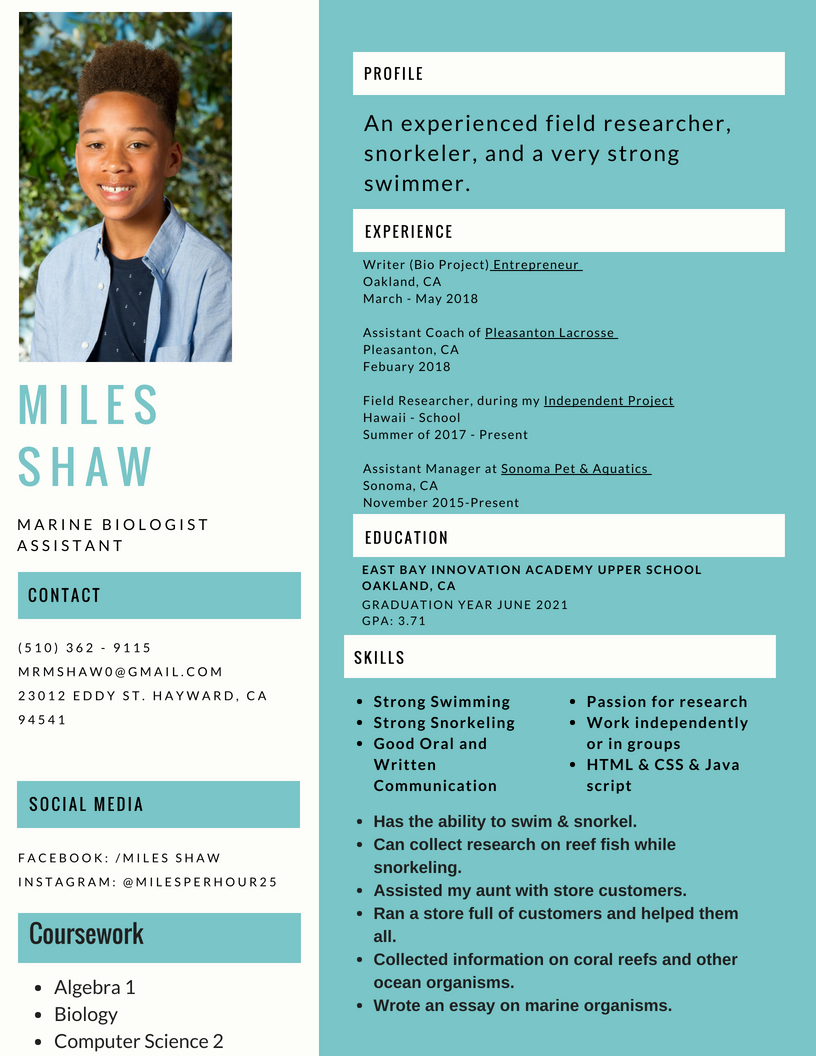 MILES
SHAW
MARINE BIOLOGIST
ASSISTANT
CONTACT
(510) 362 - 9115
MRMSHAW0@GMAIL.COM
23012 EDDY ST. HAYWARD, CA
94541
SOCIAL MEDIA
FACEBOOK: /MILES SHAW
INSTAGRAM: @MILESPERHOUR25
Coursework
• Algebra 1
• Biology
• Computer Science 2
PROFILE
An experienced field researcher,
snorkeler, and a very strong
swimmer.
EXPERIENCE
Writer (Bio Project) Entrepreneur
Oakland, CA
March - May 2018
Assistant Coach of Pleasanton Lacrosse
Pleasanton, CA
Febuary 2018
Field Researcher, during my Independent Project
Hawaii - School
Summer of 2017 - Present
Assistant Manager at Sonoma Pet & Aquatics
Sonoma, CA
November 2015-Present
EDUCATION
EAST BAY INNOVATION ACADEMY UPPER SCHOOL
OAKLAND, CA
GRADUATION YEAR JUNE 2021
GPA: 3.71
SKILLS
• Strong Swimming
• Strong Snorkeling
• Good Oral and
Written
Communication
• Passion for research
• Work independently
or in groups
• HTML & CSS & Java
script
• Has the ability to swim & snorkel.
• Can collect research on reef fish while
snorkeling.
• Assisted my aunt with store customers.
• Ran a store full of customers and helped them
all.
• Collected information on coral reefs and other
ocean organisms.
• Wrote an essay on marine organisms.